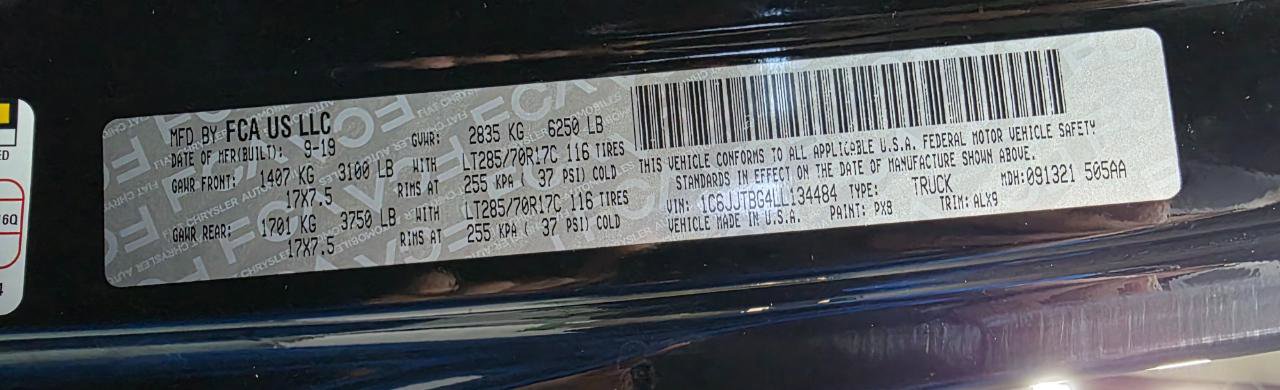 MFD BY FCA US LLC
DATE OF MFR(BUILT): 9-19
GVWR: 2835 KG 6250 LB
GAWR FRONT: 1407 KG 3100 LB WITH LT285/70R17C 116 TIRES
17X7.5 RIMS AT 255 KPA ( 37 PSI) COLD
GAWR REAR: 1701 KG 3750 LB WITH LT285/70R17C 116 TIRES
17X7.5 RIMS AT 255 KPA ( 37 PSI) COLD
THIS VEHICLE CONFORMS TO ALL APPLICABLE U.S.A. FEDERAL MOTOR VEHICLE SAFETY
STANDARDS IN EFFECT ON THE DATE OF MANUFACTURE SHOWN ABOVE.
VIN: 1C6JJTBG4LL134484 TYPE: TRUCK MDH:091321 505AA
VEHICLE MADE IN U.S.A. PAINT: PX8 TRIM: ALX9